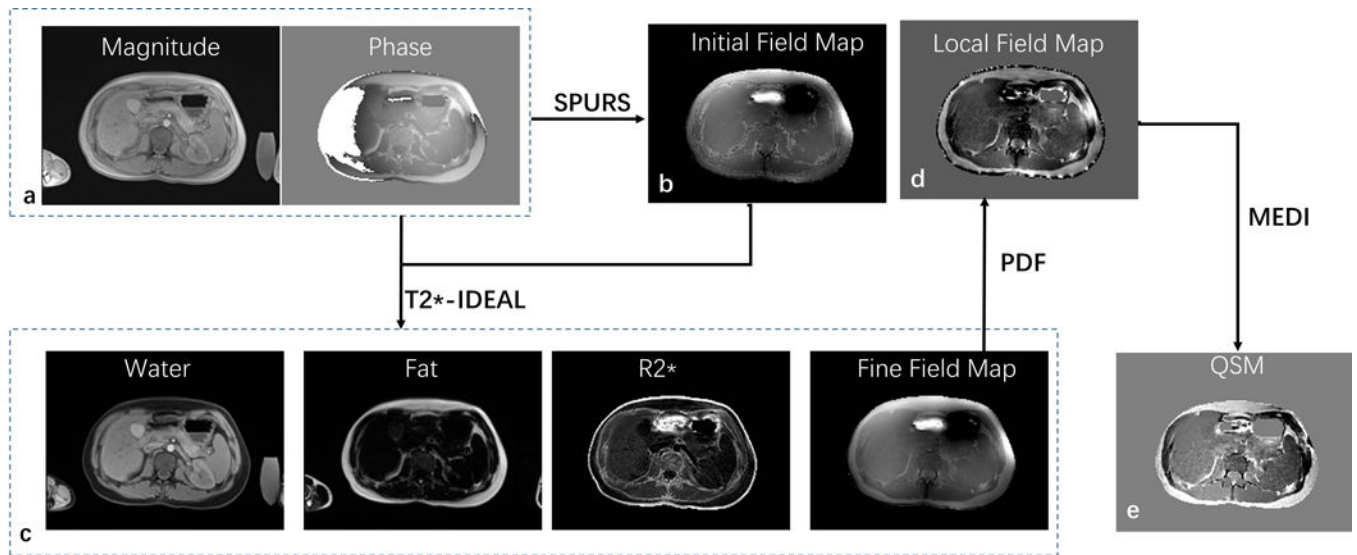 Magnitude
Phase
a
SPURS
Initial Field Map
b
Local Field Map
d
MEDI
PDF
T2*-IDEAL
Water
Fat
R2*
Fine Field Map
c
QSM
e